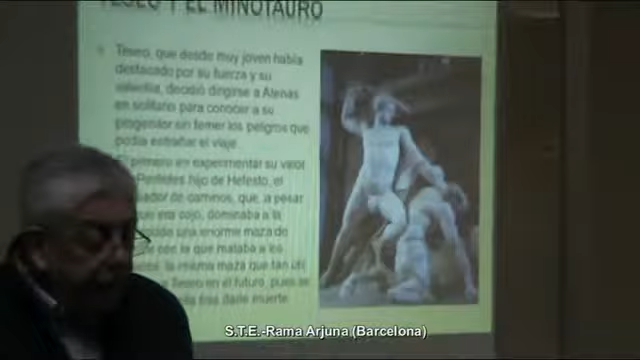 TESEO Y EL MINOTAURO
Teseo, que desde muy joven había
destacado por su fuerza y su
valentía, decidió dirigirse a Atenas
en solitario para conocer a su
progenitor sin temer los peligros que
podía entrañar el viaje.
El primero en experimentar su valor
Perifetes hijo de Hefesto, el
de caminos, que, a pesar
era cojo, dominaba a la
una enorme maza de
con la que mataba a los
la misma maza que tan útil
a Teseo en el futuro, pues se
tras darle muerte.
S.T.E.-Rama Arjuna (Barcelona)